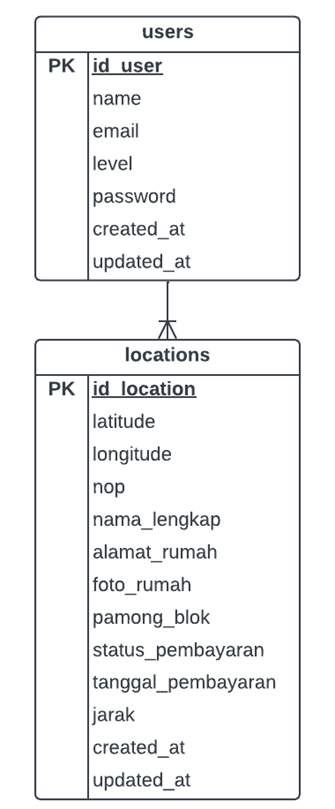 users
PK id_user
name
email
level
password
created_at
updated_at
locations
PK id_location
latitude
longitude
nop
nama_lengkap
alamat_rumah
foto_rumah
pamong_blok
status_pembayaran
tanggal_pembayaran
jarak
created_at
updated_at